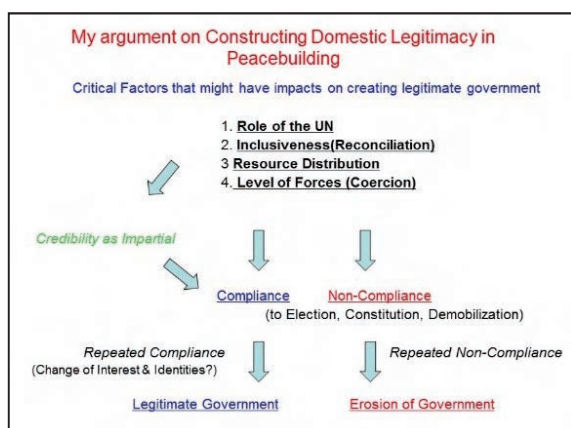 My argument on Constructing Domestic Legitimacy in
Peacebuilding
Critical Factors that might have impacts on creating legitimate government
1. Role of the UN
2. Inclusiveness(Reconciliation)
3 Resource Distribution
4. Level of Forces (Coercion)
Credibility as Impartial
Compliance Non-Compliance
(to Election, Constitution, Demobilization)
Repeated Compliance Repeated Non-Compliance
(Change of Interest & Identities?)
Legitimate Government Erosion of Government